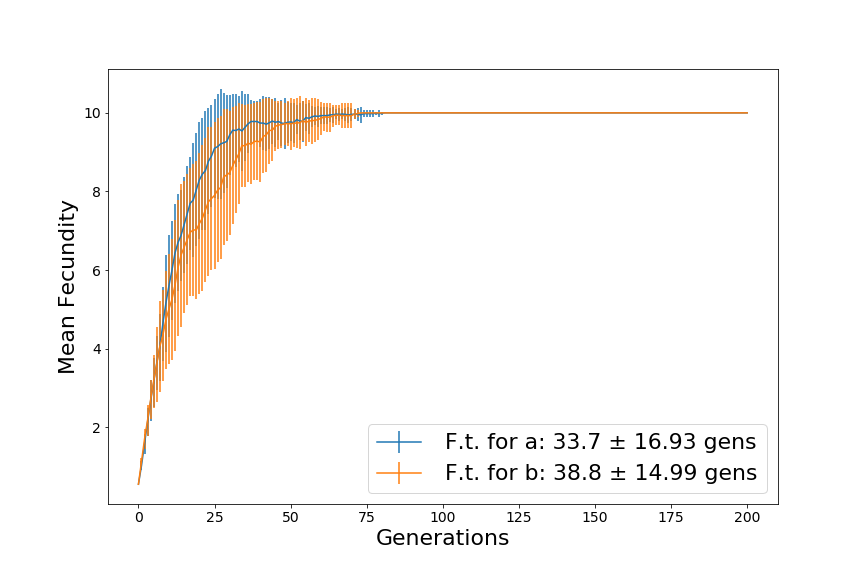 10
8
6
4
2
Mean Fecundity
F.t. for a: 33.7 ± 16.93 gens
F.t. for b: 38.8 ± 14.99 gens
0 25 50 75 100 125 150 175 200
Generations